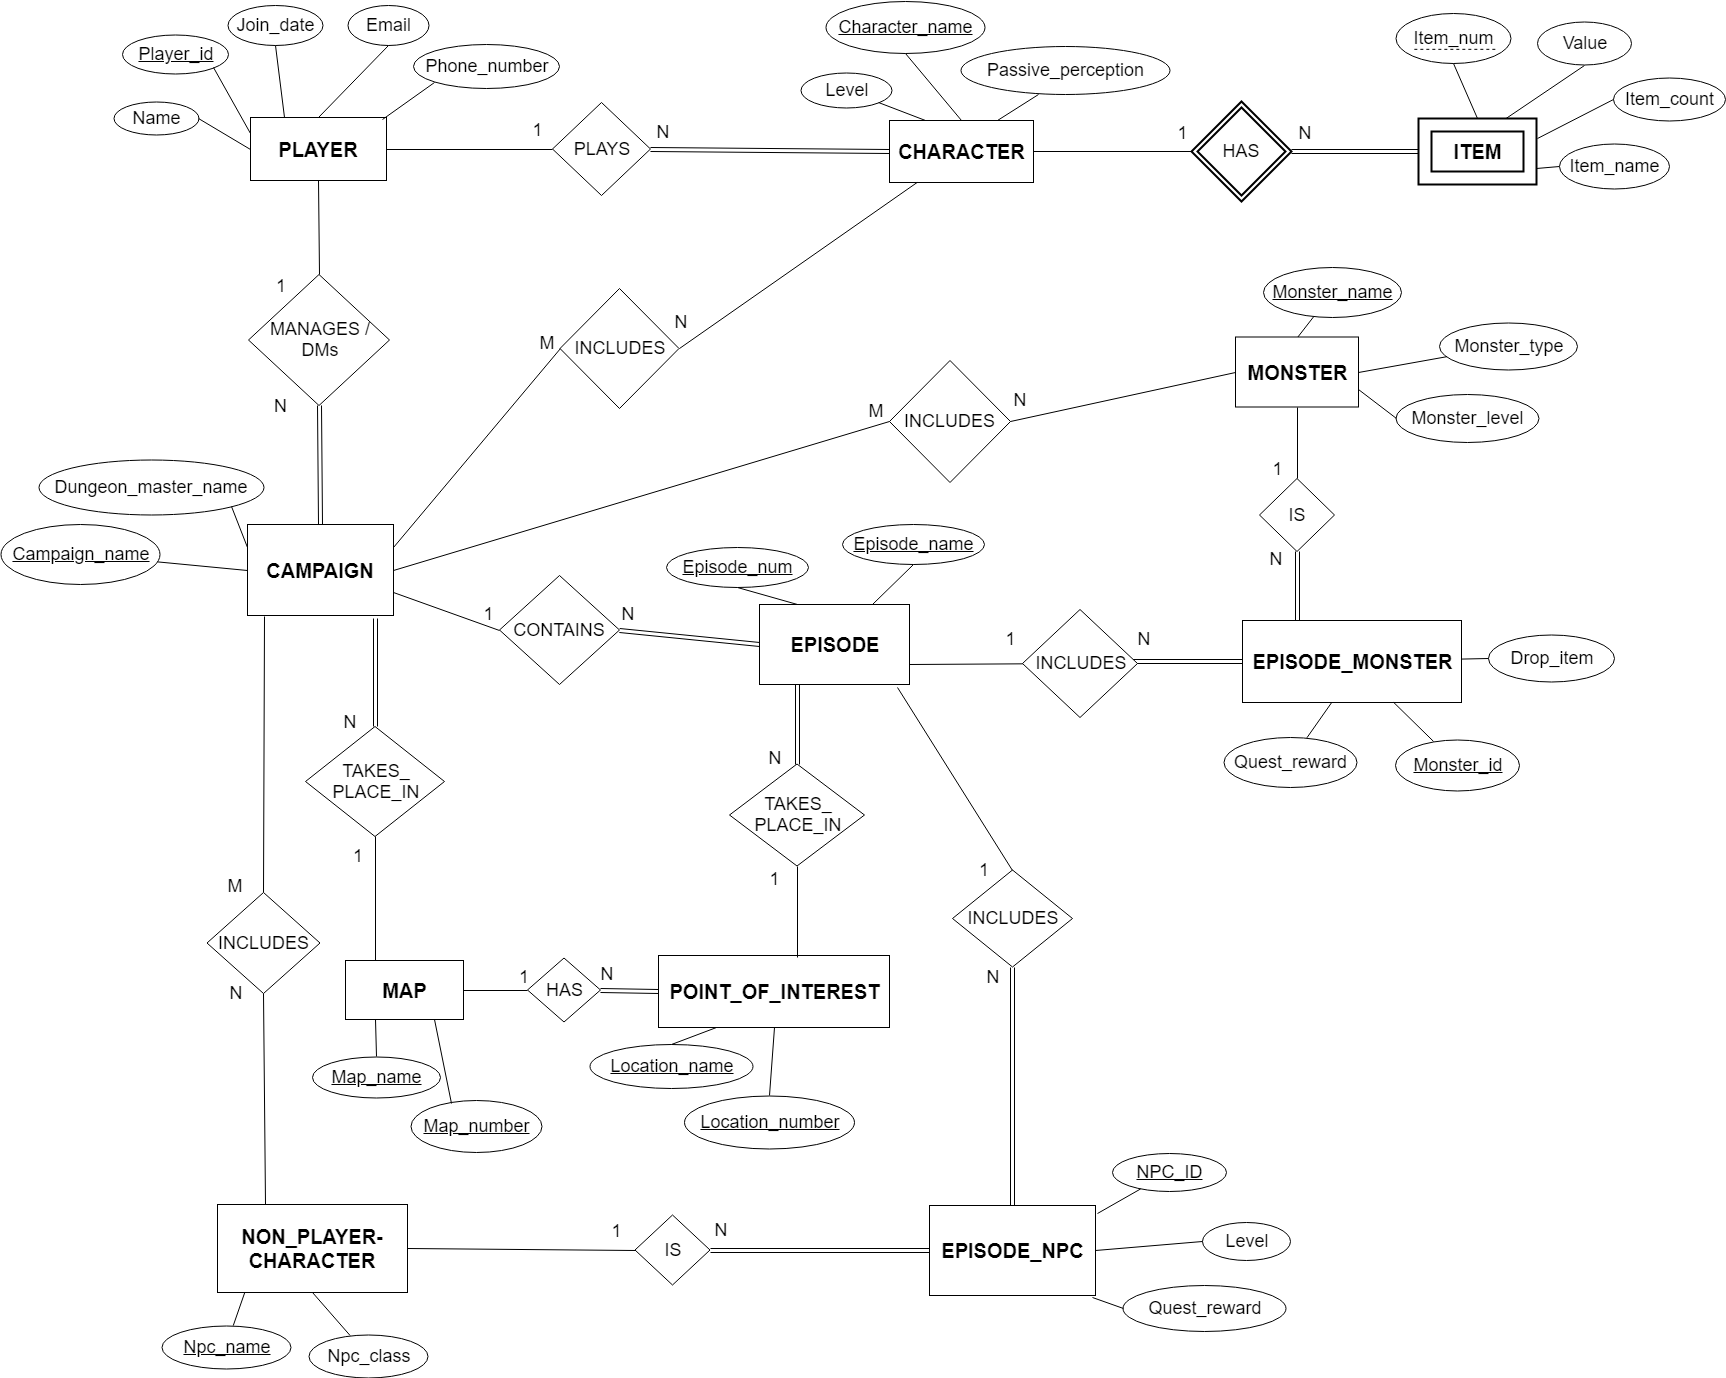 Character_name
Join_date
Email
Item_num
Value
Player_id
Phone_number
Passive_perception
Level
Item_count
Name
1
N
1
N
PLAYER
PLAYS
CHARACTER
HAS
ITEM
Item_name
1
MANAGES /
DMs
N
M
INCLUDES
N
Monster_name
Monster_type
MONSTER
Monster_level
M
INCLUDES
N
1
IS
N
Dungeon_master_name
Campaign_name
CAMPAIGN
Episode_name
Episode_num
1
CONTAINS
N
EPISODE
1
INCLUDES
N
EPISODE_MONSTER
Drop_item
Quest_reward
Monster_id
N
TAKES_
PLACE_IN
1
N
TAKES_
PLACE_IN
1
M
INCLUDES
N
1
INCLUDES
N
MAP
1
HAS
N
POINT_OF_INTEREST
Map_name
Map_number
Location_name
Location_number
NPC_ID
NON_PLAYER-
CHARACTER
1
IS
N
EPISODE_NPC
Level
Quest_reward
Npc_name
Npc_class